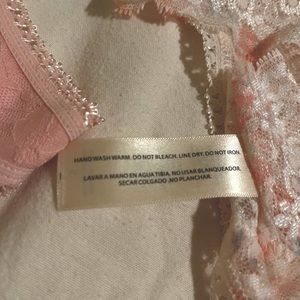 HAND WASH WARM. DO NOT BLEACH. LINE DRY. DO NOT IRON.
LAVAR A MANO EN AGUA TIBIA, NO USAR BLANQUEADOR,
SECAR COLGADO ,NO PLANCHAR.